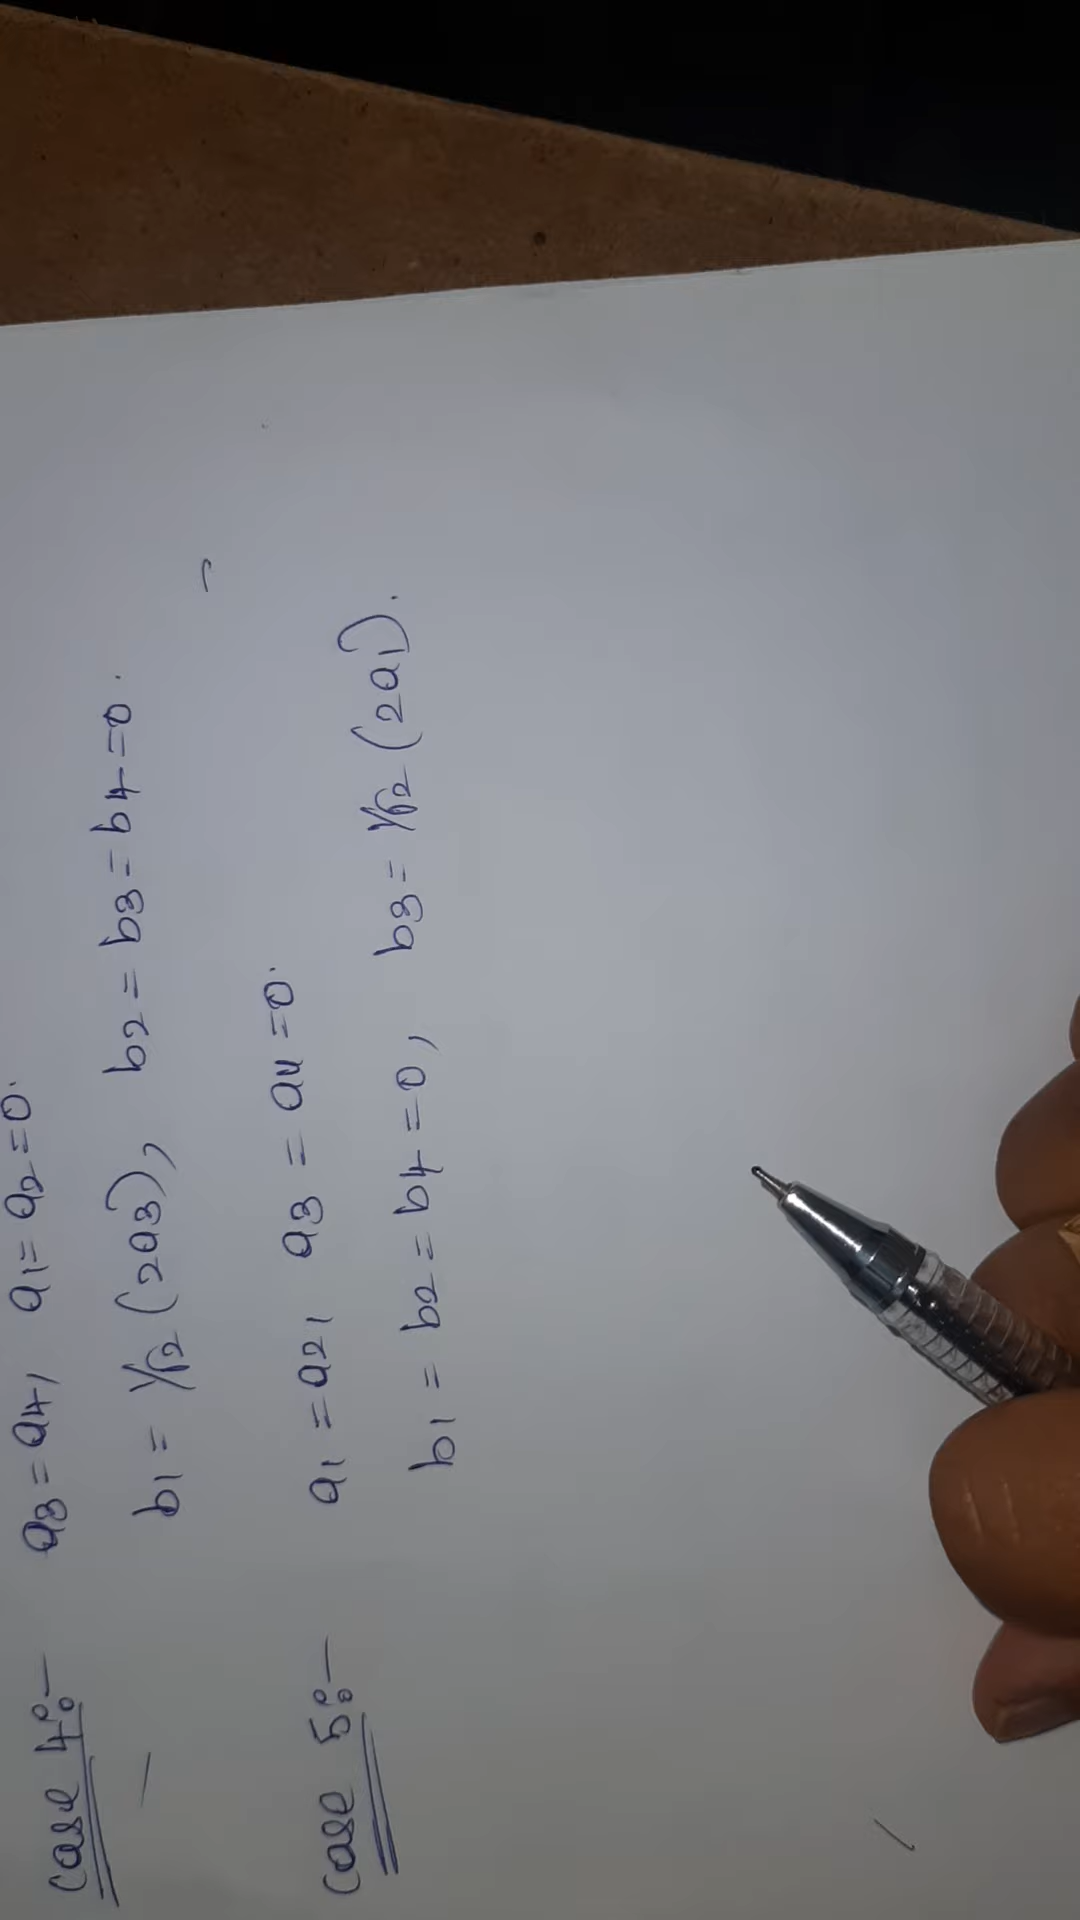 Case 4:- a3 = a4, a1 = a2 = 0.
b1 = 1/√2 (2a3), b2 = b3 = b4 = 0.
Case 5:- a1 = a2, a3 = a4 = 0.
b1 = b2 = b4 = 0, b3 = 1/√2 (2a1).